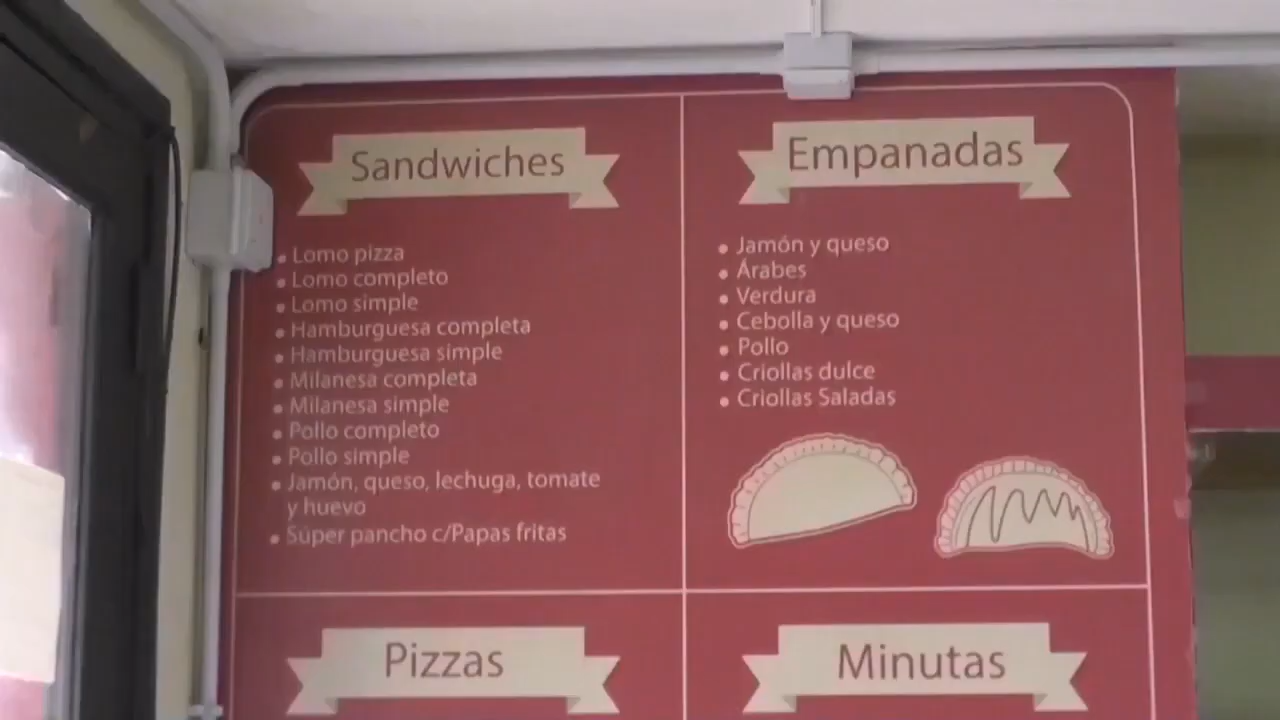 Sandwiches
• Lomo pizza
• Lomo completo
• Lomo simple
• Hamburguesa completa
• Hamburguesa simple
• Milanesa completa
• Milanesa simple
• Pollo completo
• Pollo simple
• Jamón, queso, lechuga, tomate
y huevo
• Súper pancho c/Papas fritas
Empanadas
• Jamón y queso
• Árabes
• Verdura
• Cebolla y queso
• Pollo
• Criollas dulce
• Criollas Saladas
Pizzas
Minutas